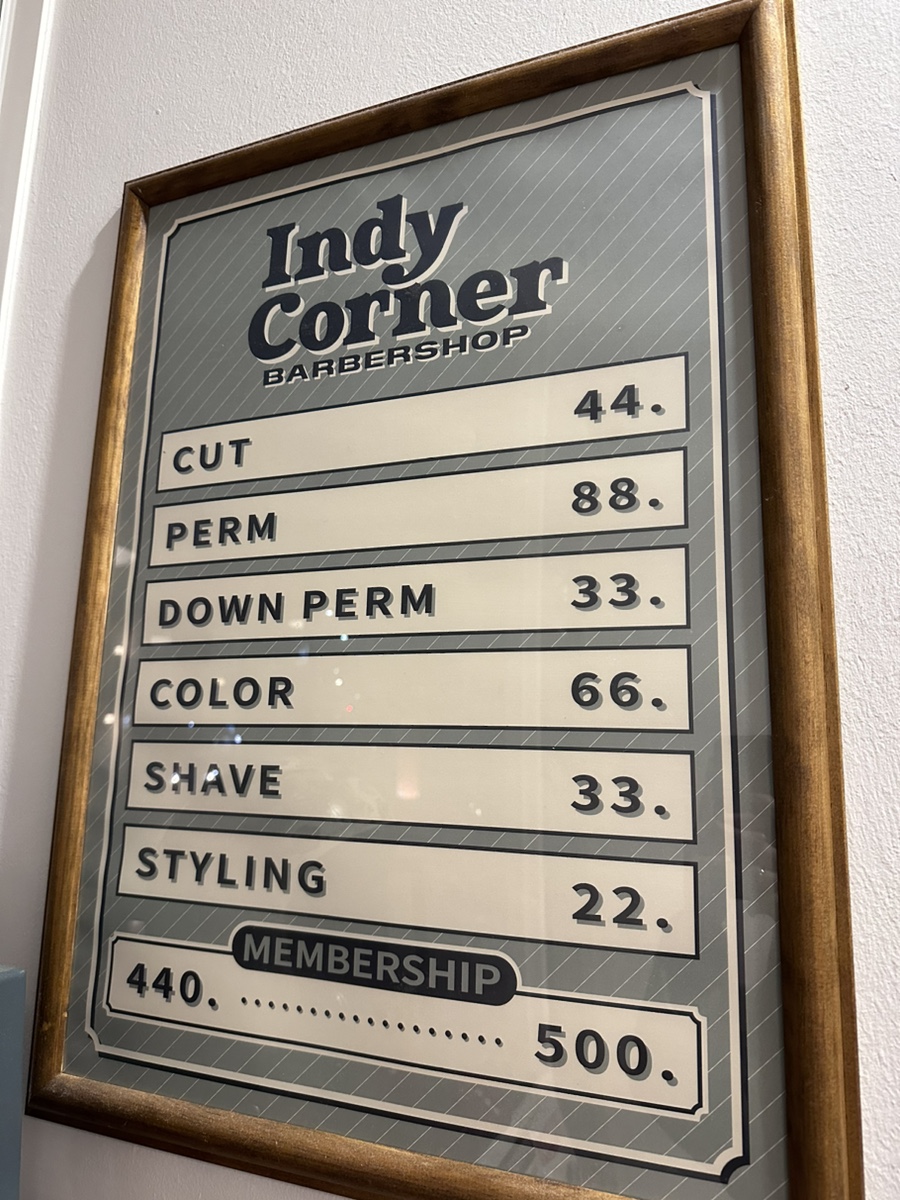 Indy
Corner
BARBERSHOP
CUT 44.
PERM 88.
DOWN PERM 33.
COLOR 66.
SHAVE 33.
STYLING 22.
MEMBERSHIP
440. .................. 500.